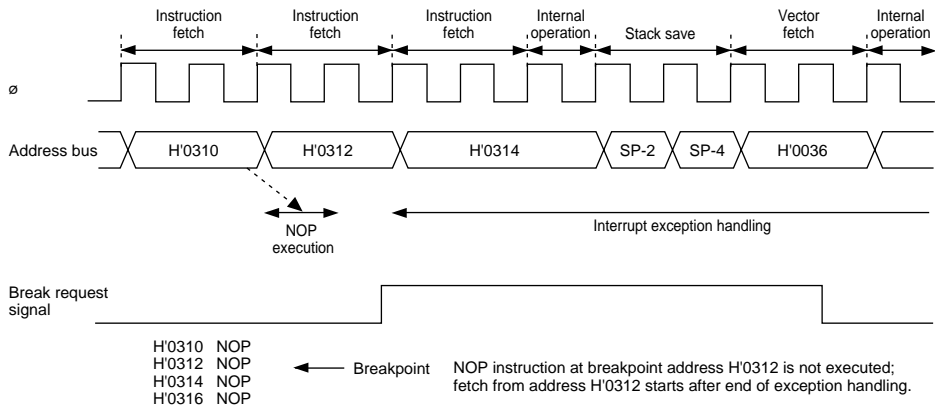 Instruction fetch
Instruction fetch
Instruction fetch
Internal operation
Stack save
Vector fetch
Internal operation
ø
Address bus
H'0310
H'0312
H'0314
SP-2
SP-4
H'0036
NOP execution
Interrupt exception handling
Break request signal
H'0310 NOP
H'0312 NOP
H'0314 NOP
H'0316 NOP
Breakpoint
NOP instruction at breakpoint address H'0312 is not executed;
fetch from address H'0312 starts after end of exception handling.